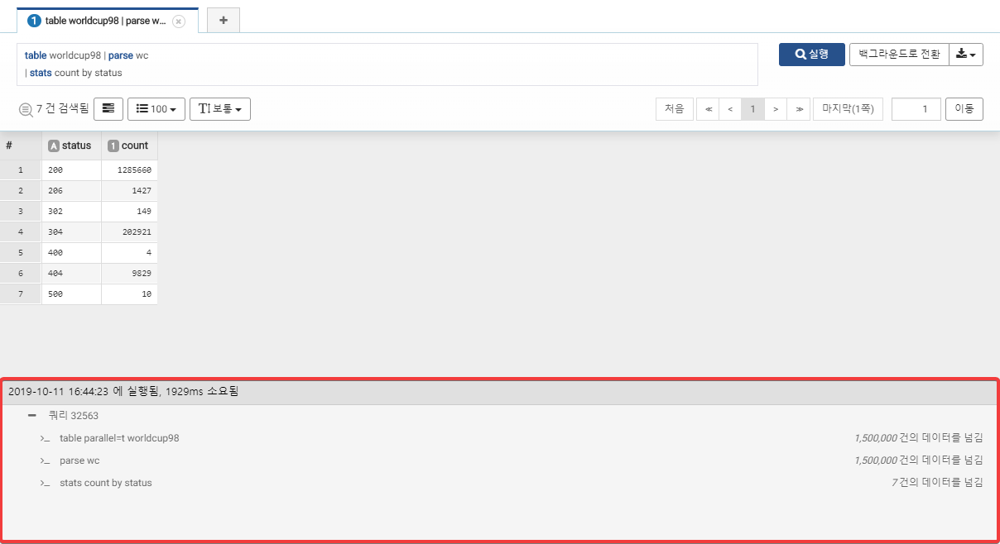 1 table worldcup98 | parse w...
+
table worldcup98 | parse wc
| stats count by status
실행 백그라운드로 전환
7 건 검색됨 100 T 보통 처음 ≪ < 1 > ≫ 마지막(1쪽) 1 이동
# A status 1 count
1 200 1285660
2 206 1427
3 302 149
4 304 202921
5 400 4
6 404 9829
7 500 10
2019-10-11 16:44:23 에 실행됨, 1929ms 소요됨
쿼리 32563
>_ table parallel=t worldcup98 1,500,000 건의 데이터를 넘김
>_ parse wc 1,500,000 건의 데이터를 넘김
>_ stats count by status 7 건의 데이터를 넘김